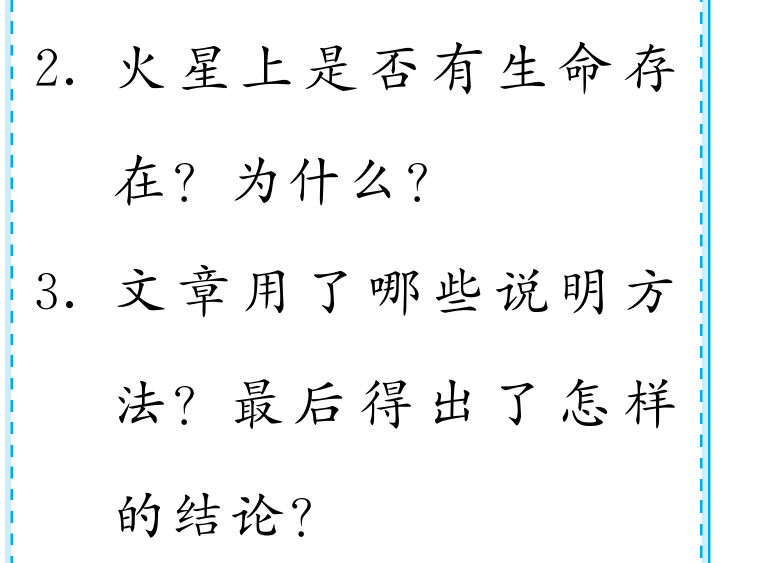 2. 火星上是否有生命存
在？为什么？
3. 文章用了哪些说明方
法？最后得出了怎样
的结论？